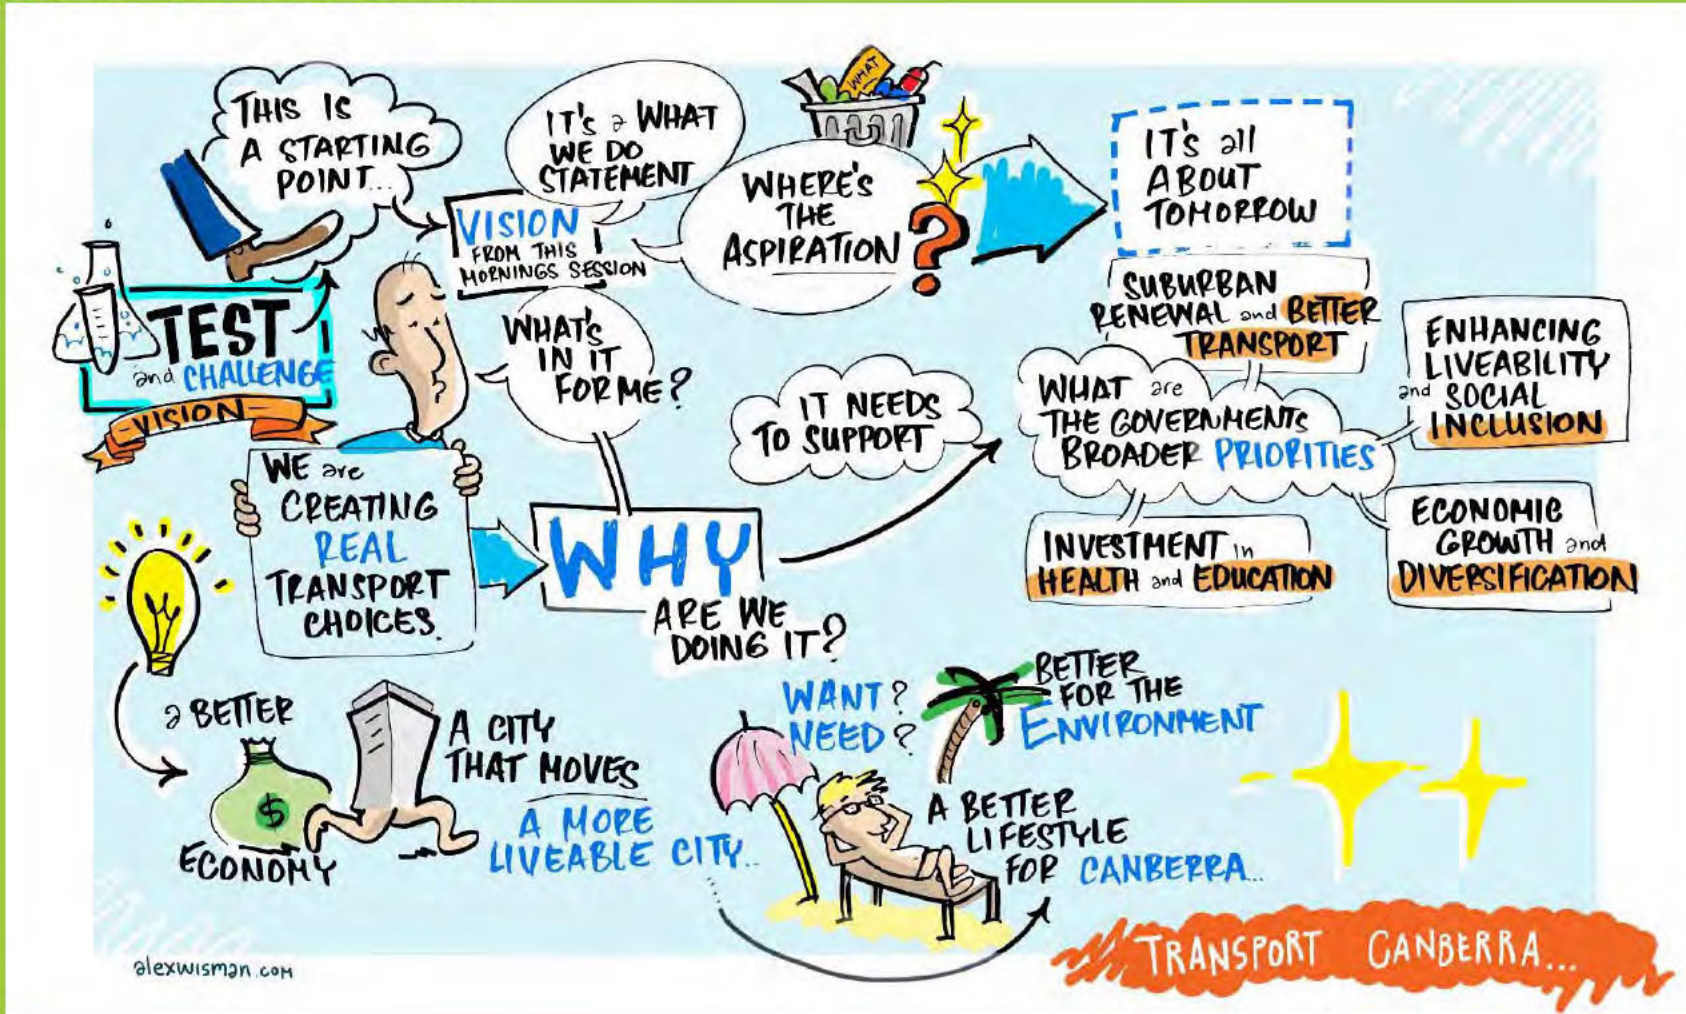 THIS IS
A STARTING
POINT...
IT'S a WHAT
WE DO
STATEMENT
WHAT
WHERE'S
THE
ASPIRATION
?
IT'S all
ABOUT
TOMORROW
VISION
FROM THIS
MORNINGS SESSION
TEST
and CHALLENGE
-VISION-
WHAT'S
IN IT
FOR ME?
WE are
CREATING
REAL
TRANSPORT
CHOICES.
WHY
ARE WE
DOING IT?
IT NEEDS
TO SUPPORT
SUBURBAN
RENEWAL and BETTER
TRANSPORT
WHAT are
THE GOVERNMENTS
BROADER PRIORITIES
ENHANCING
LIVEABILITY
and SOCIAL
INCLUSION
INVESTMENT in
HEALTH and EDUCATION
ECONOMIC
GROWTH and
DIVERSIFICATION
a BETTER
$
ECONOMY
A CITY
THAT MOVES
A MORE
LIVEABLE CITY..
WANT?
NEED?
BETTER
FOR THE
ENVIRONMENT
A BETTER
LIFESTYLE
FOR CANBERRA...
TRANSPORT CANBERRA...
alexwisman.com